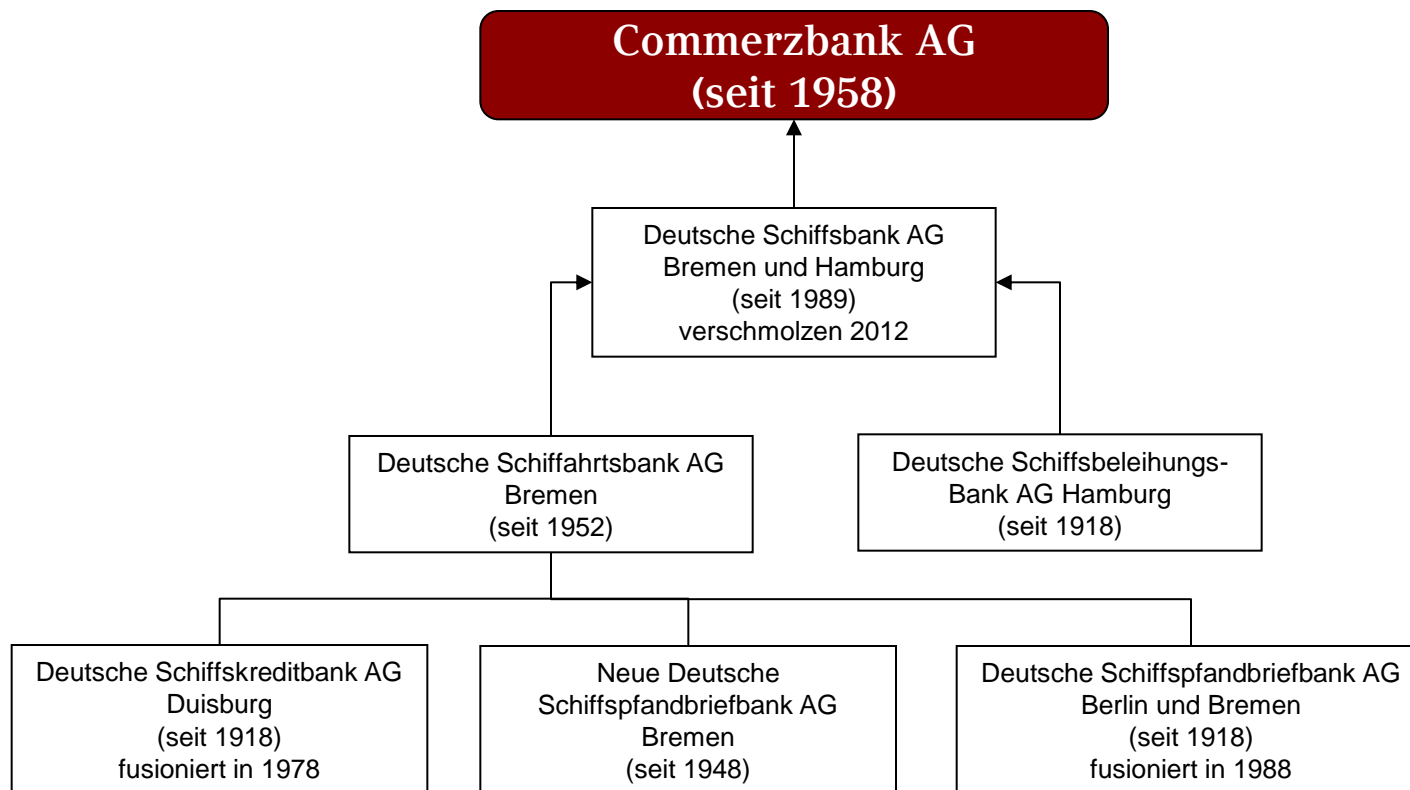 Commerzbank AG
(seit 1958)
Deutsche Schiffsbank AG
Bremen und Hamburg
(seit 1989)
verschmolzen 2012
Deutsche Schiffahrtsbank AG
Bremen
(seit 1952)
Deutsche Schiffsbeleihungs-
Bank AG Hamburg
(seit 1918)
Deutsche Schiffskreditbank AG
Duisburg
(seit 1918)
fusioniert in 1978
Neue Deutsche
Schiffspfandbriefbank AG
Bremen
(seit 1948)
Deutsche Schiffspfandbriefbank AG
Berlin und Bremen
(seit 1918)
fusioniert in 1988